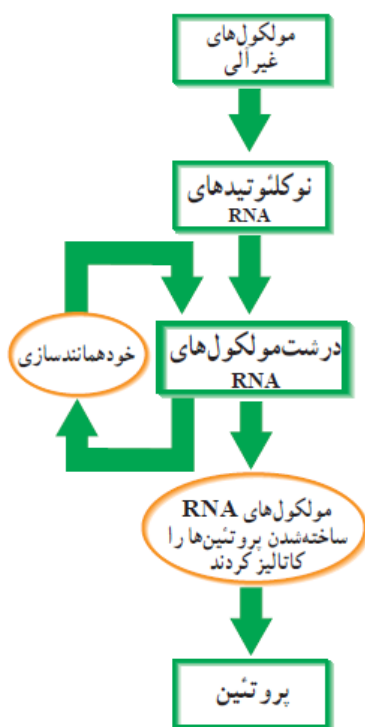 مولکول‌های
غیرآلی
نوکلئوتیدهای
RNA
درشت‌مولکول‌های
RNA
خودهمانندسازی
مولکول‌های RNA
ساخته‌شدن پروتئین‌ها را
کاتالیز کردند
پروتئین